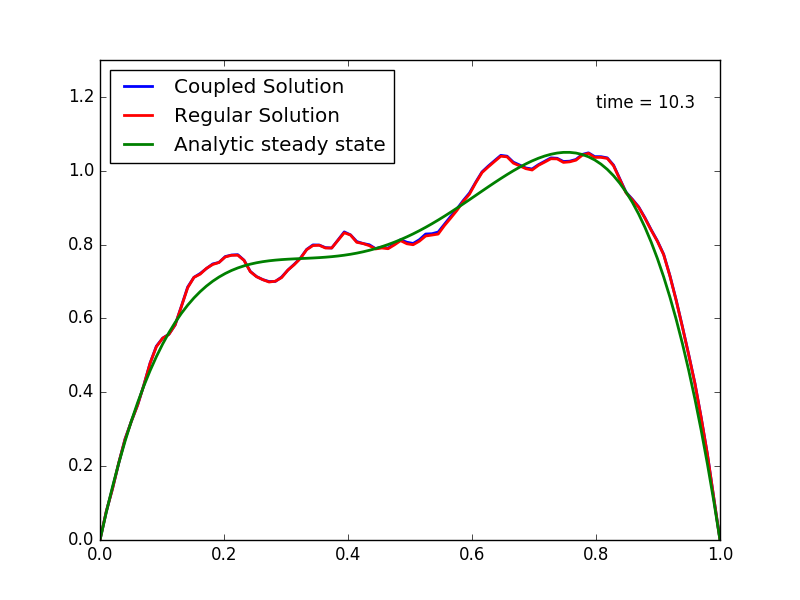 Coupled Solution
Regular Solution
Analytic steady state
time = 10.3
1.2
1.0
0.8
0.6
0.4
0.2
0.0
0.0 0.2 0.4 0.6 0.8 1.0